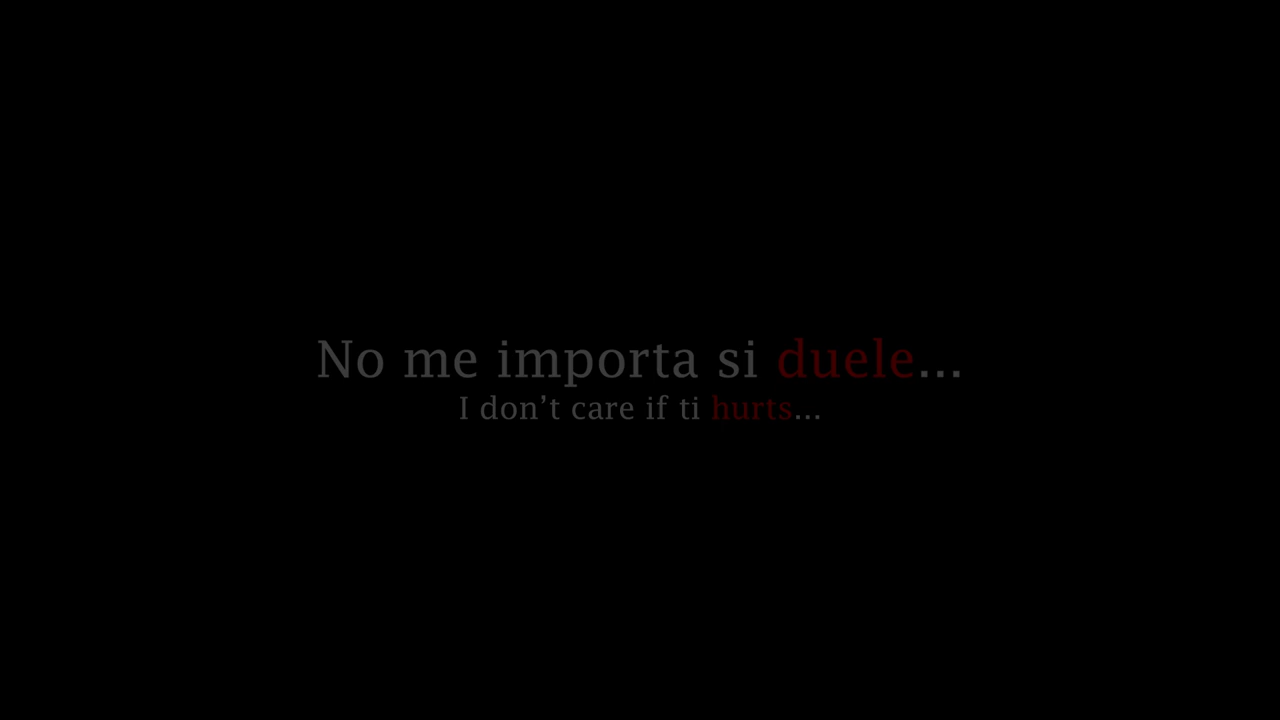 No me importa si duele...
I don’t care if ti hurts...